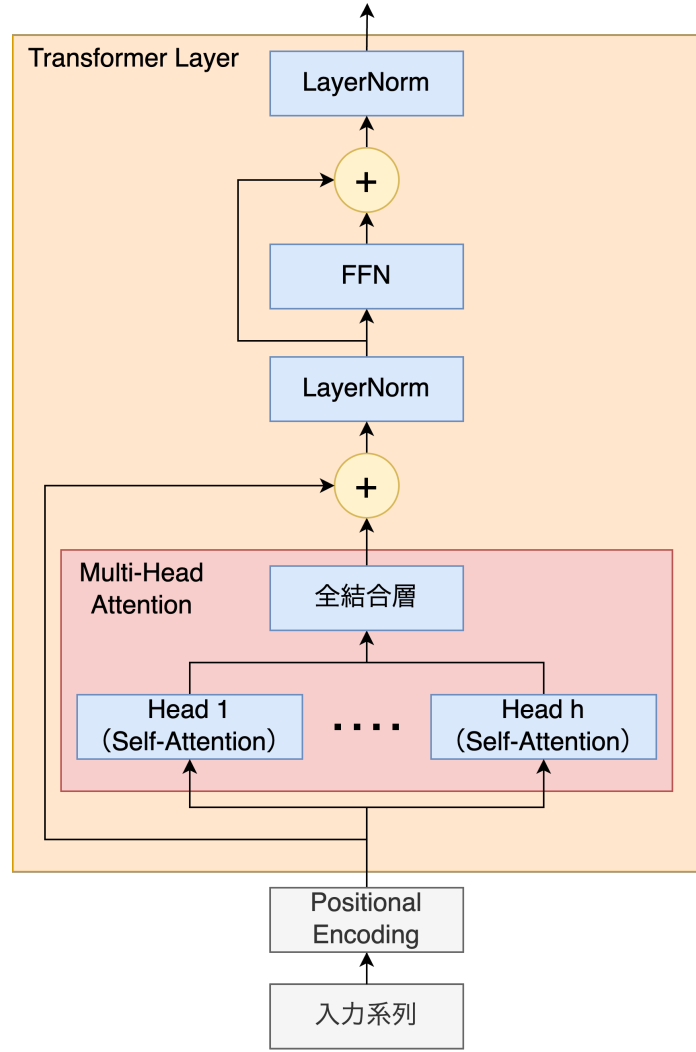 Transformer Layer
LayerNorm
+
FFN
LayerNorm
+
Multi-Head
Attention
全結合層
Head 1
（Self-Attention）
Head h
（Self-Attention）
Positional
Encoding
入力系列